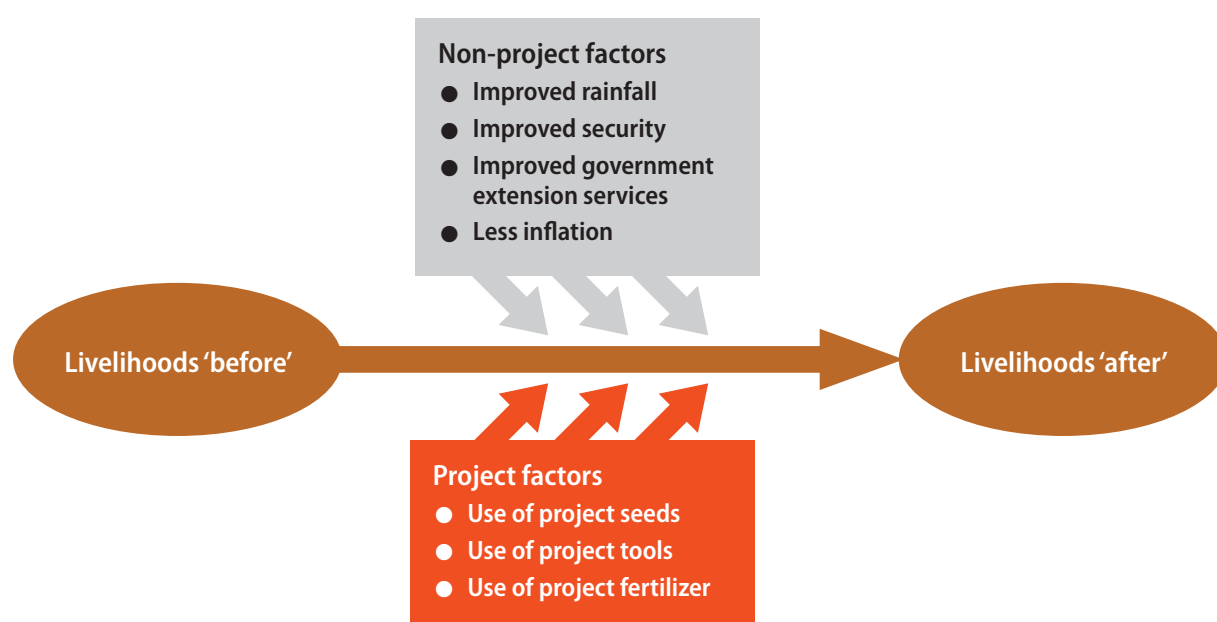 Non-project factors
● Improved rainfall
● Improved security
● Improved government
extension services
● Less inflation
Livelihoods ‘before’
Livelihoods ‘after’
Project factors
● Use of project seeds
● Use of project tools
● Use of project fertilizer